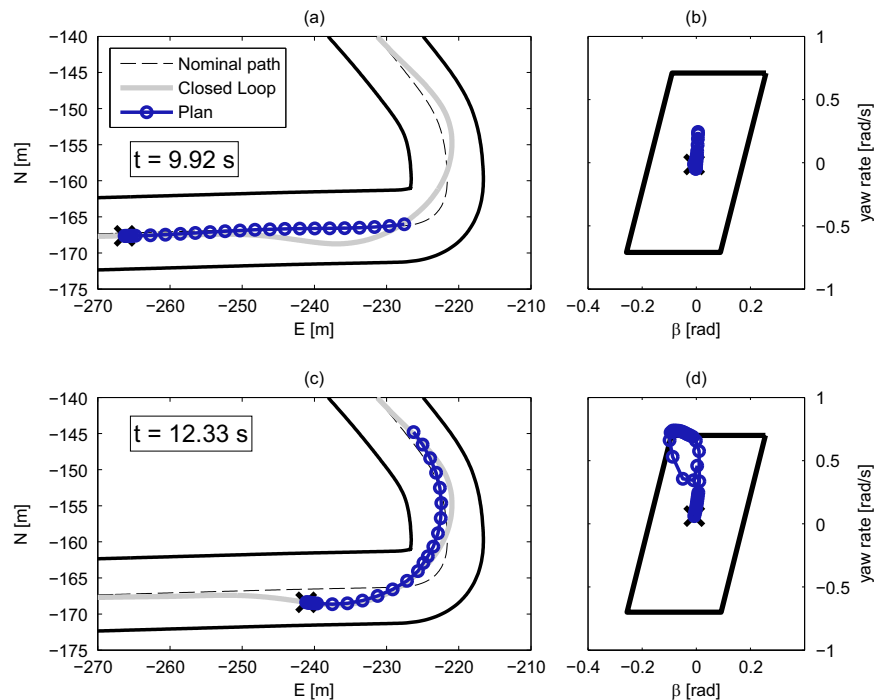 (a)
−140
−145
−150
−155
−160
−165
−170
−175
N [m]
Nominal path
Closed Loop
Plan
t = 9.92 s
−270 −260 −250 −240 −230 −220 −210
E [m]
(b)
1
0.5
0
−0.5
−1
yaw rate [rad/s]
−0.4 −0.2 0 0.2
β [rad]
(c)
−140
−145
−150
−155
−160
−165
−170
−175
N [m]
t = 12.33 s
−270 −260 −250 −240 −230 −220 −210
E [m]
(d)
1
0.5
0
−0.5
−1
yaw rate [rad/s]
−0.4 −0.2 0 0.2
β [rad]